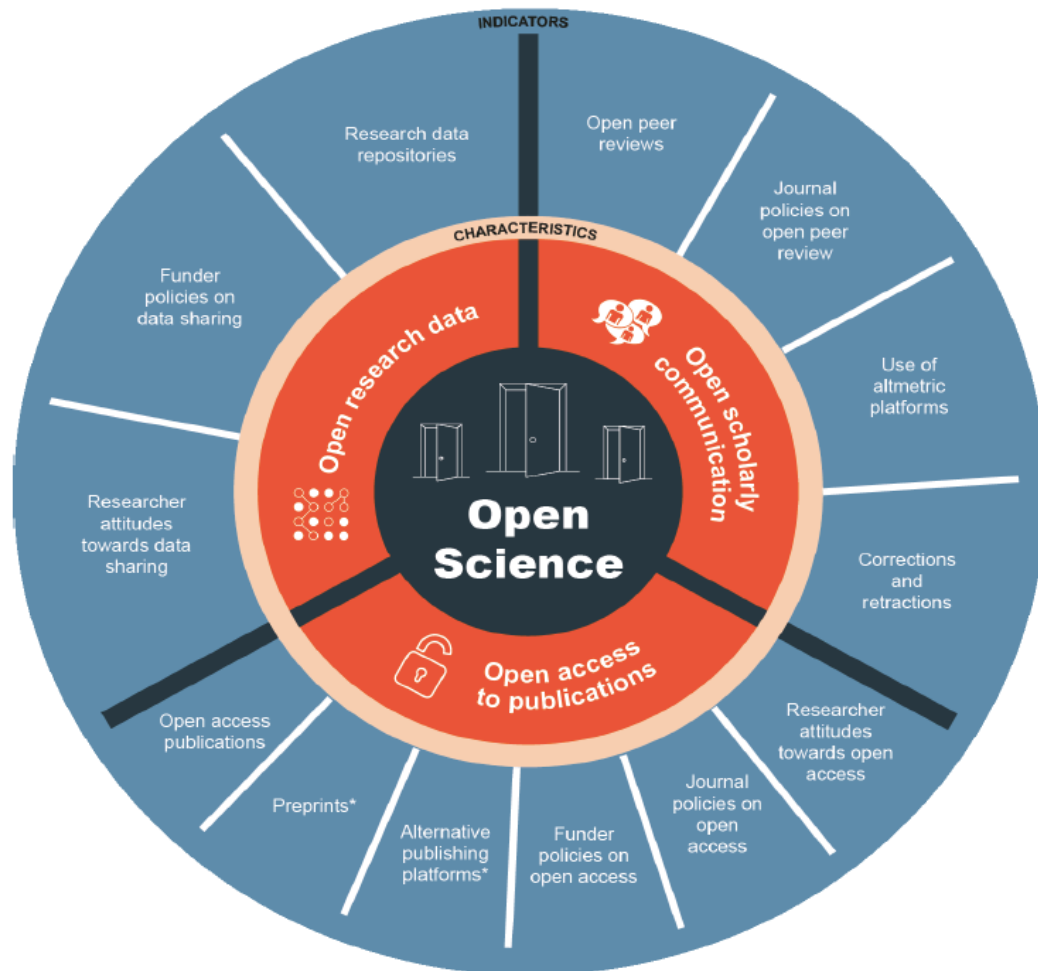 INDICATORS
Research data
repositories
Open peer
reviews
Journal
policies on
open peer
review
Funder
policies on
data sharing
Use of
altmetric
platforms
Researcher
attitudes
towards data
sharing
Corrections
and
retractions
CHARACTERISTICS
Open research data
Open scholarly
communication
Open
Science
Open access
to publications
Open access
publications
Preprints*
Alternative
publishing
platforms*
Funder
policies on
open access
Journal
policies on
open
access
Researcher
attitudes
towards open
access